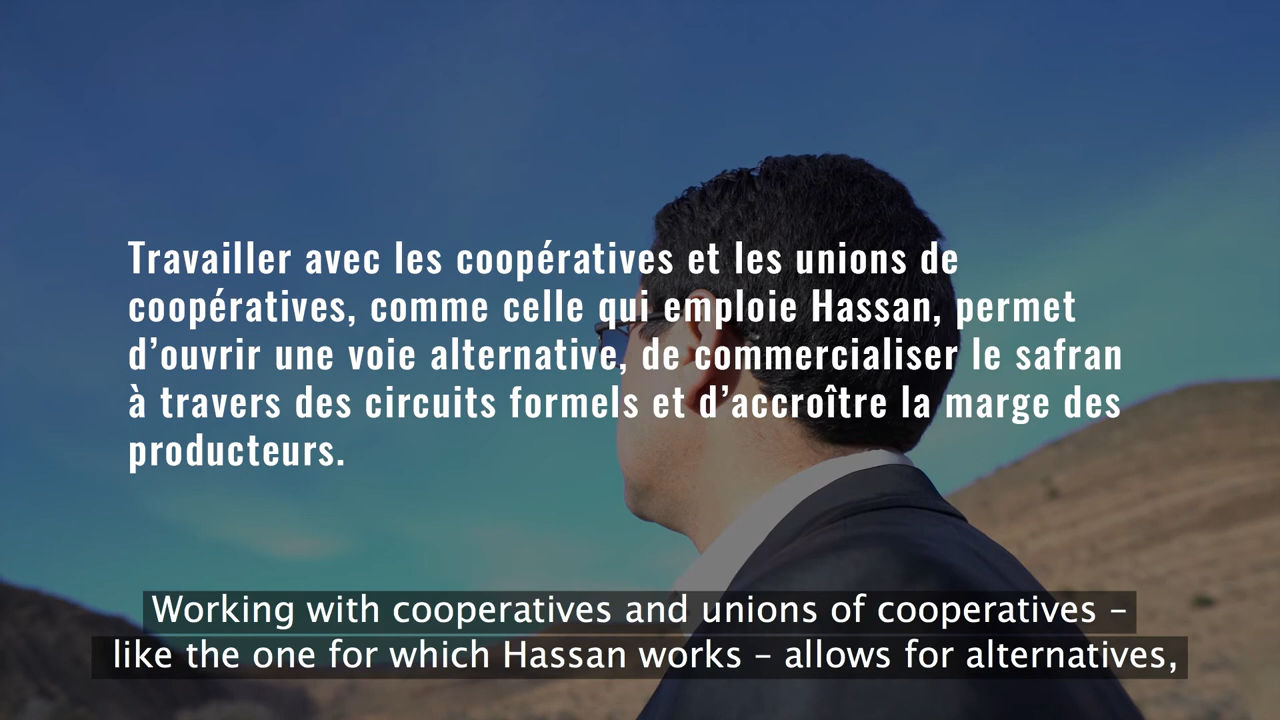 Travailler avec les coopératives et les unions de
coopératives, comme celle qui emploie Hassan, permet
d’ouvrir une voie alternative, de commercialiser le safran
à travers des circuits formels et d’accroître la marge des
producteurs.
Working with cooperatives and unions of cooperatives –
like the one for which Hassan works – allows for alternatives,